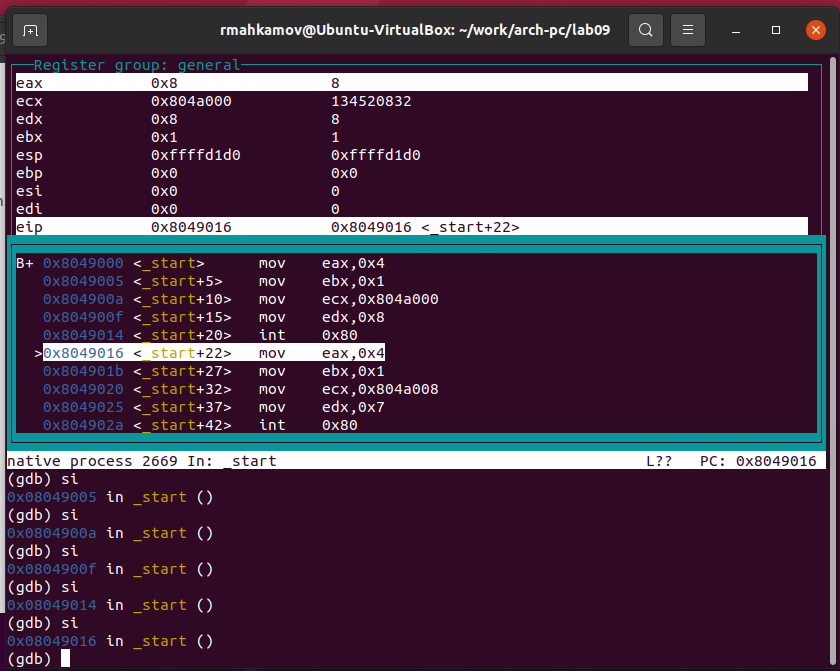 rmahkamov@Ubuntu-VirtualBox: ~/work/arch-pc/lab09
Register group: general
eax 0x8 8
ecx 0x804a000 134520832
edx 0x8 8
ebx 0x1 1
esp 0xffffd1d0 0xffffd1d0
ebp 0x0 0x0
esi 0x0 0
edi 0x0 0
eip 0x8049016 0x8049016 <_start+22>
B+ 0x8049000 <_start> mov eax,0x4
0x8049005 <_start+5> mov ebx,0x1
0x804900a <_start+10> mov ecx,0x804a000
0x804900f <_start+15> mov edx,0x8
0x8049014 <_start+20> int 0x80
>0x8049016 <_start+22> mov eax,0x4
0x804901b <_start+27> mov ebx,0x1
0x8049020 <_start+32> mov ecx,0x804a008
0x8049025 <_start+37> mov edx,0x7
0x804902a <_start+42> int 0x80
native process 2669 In: _start L?? PC: 0x8049016
(gdb) si
0x08049005 in _start ()
(gdb) si
0x0804900a in _start ()
(gdb) si
0x0804900f in _start ()
(gdb) si
0x08049014 in _start ()
(gdb) si
0x08049016 in _start ()
(gdb)